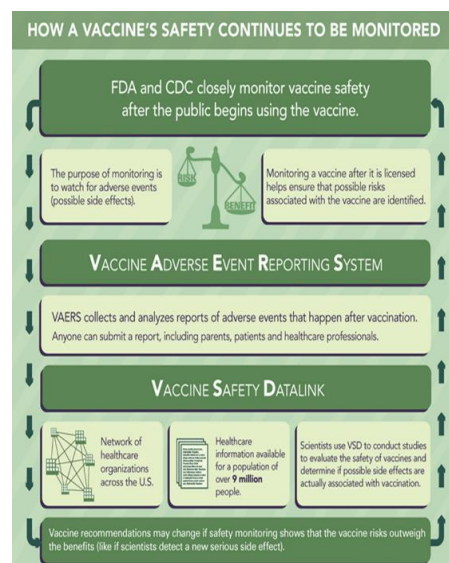 HOW A VACCINE'S SAFETY CONTINUES TO BE MONITORED
FDA and CDC closely monitor vaccine safety
after the public begins using the vaccine.
The purpose of monitoring is
to watch for adverse events
(possible side effects).
RISK
BENEFIT
Monitoring a vaccine after it is licensed
helps ensure that possible risks
associated with the vaccine are identified.
VACCINE ADVERSE EVENT REPORTING SYSTEM
VAERS collects and analyzes reports of adverse events that happen after vaccination.
Anyone can submit a report, including parents, patients and healthcare professionals.
VACCINE SAFETY DATALINK
Network of
healthcare
organizations
across the U.S.
Healthcare
information available
for a population of
over 9 million
people.
Scientists use VSD to conduct studies
to evaluate the safety of vaccines and
determine if possible side effects are
actually associated with vaccination.
Vaccine recommendations may change if safety monitoring shows that the vaccine risks outweigh
the benefits (like if scientists detect a new serious side effect).